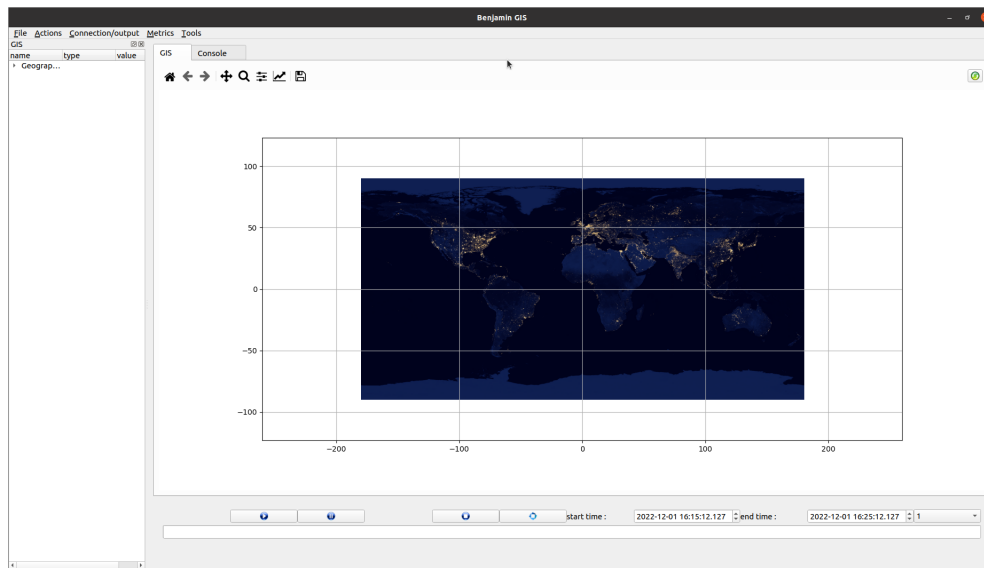 Benjamin GIS
File Actions Connection/output Metrics Tools
GIS
name type value
Geograp...
GIS Console
100
50
0
−50
−100
−200 −100 0 100 200
start time : 2022-12-01 16:15:12.127 end time : 2022-12-01 16:25:12.127 1